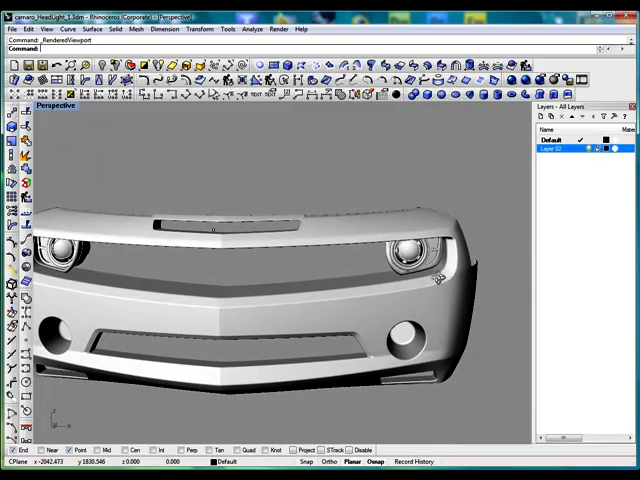 camaro_HeadLight_1.3dm - Rhinoceros (Corporate) - [Perspective]
File Edit View Curve Surface Solid Mesh Dimension Transform Tools Analyze Render Help
Command: _RenderedViewport
Command:
Perspective
Layers - All Layers
Name
Default
Layer 02
z
x
End Near Point Mid Cen Int Perp Tan Quad Knot Project STrack Disable
CPlane x -2042.473 y 1830.546 z 0.000 0.000 Default Snap Ortho Planar Osnap Record History